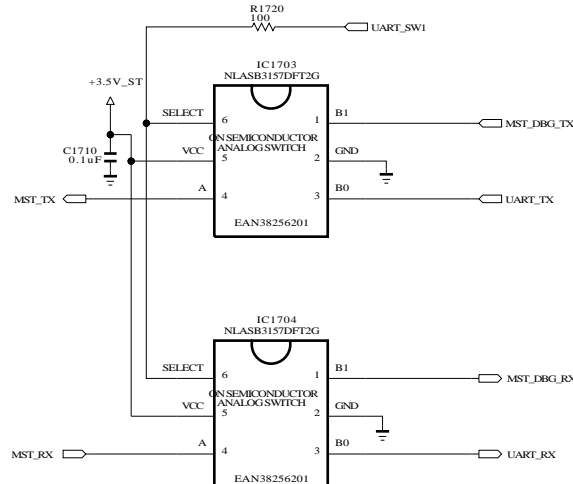 R1720
100
UART_SW1
IC1703
NLASB3157DFT2G
+3.5V_ST
SELECT
6
1
B1
MST_DBG_TX
ON SEMICONDUCTOR
ANALOG SWITCH
C1710
0.1uF
VCC
5
2
GND
MST_TX
A
4
3
B0
UART_TX
EAN38256201
IC1704
NLASB3157DFT2G
SELECT
6
1
B1
MST_DBG_RX
ON SEMICONDUCTOR
ANALOG SWITCH
VCC
5
2
GND
MST_RX
A
4
3
B0
UART_RX
EAN38256201